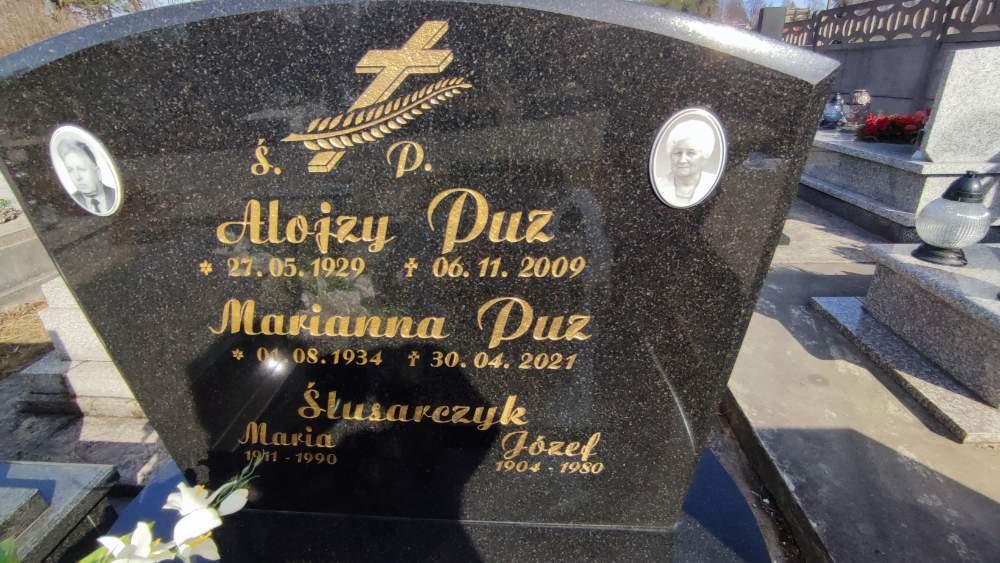 Ś. P.
Alojzy Puz
* 27.05.1929 ✝ 06.11.2009
Marianna Puz
* 01.08.1934 ✝ 30.04.2021
Ślusarczyk
Maria Józef
1911 - 1990 1904 - 1980